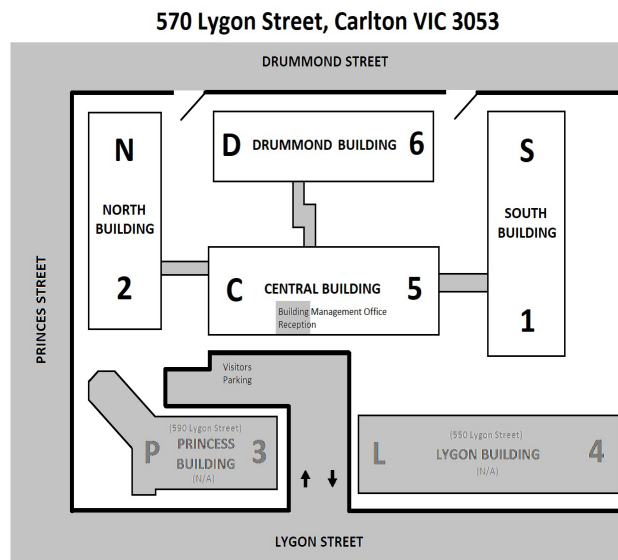 570 Lygon Street, Carlton VIC 3053
DRUMMOND STREET
PRINCES STREET
N
NORTH
BUILDING
2
D DRUMMOND BUILDING 6
S
SOUTH
BUILDING
1
C CENTRAL BUILDING 5
Building Management Office
Reception
Visitors
Parking
(590 Lygon Street)
P PRINCESS 3
BUILDING
(N/A)
(550 Lygon Street)
L LYGON BUILDING 4
(N/A)
LYGON STREET